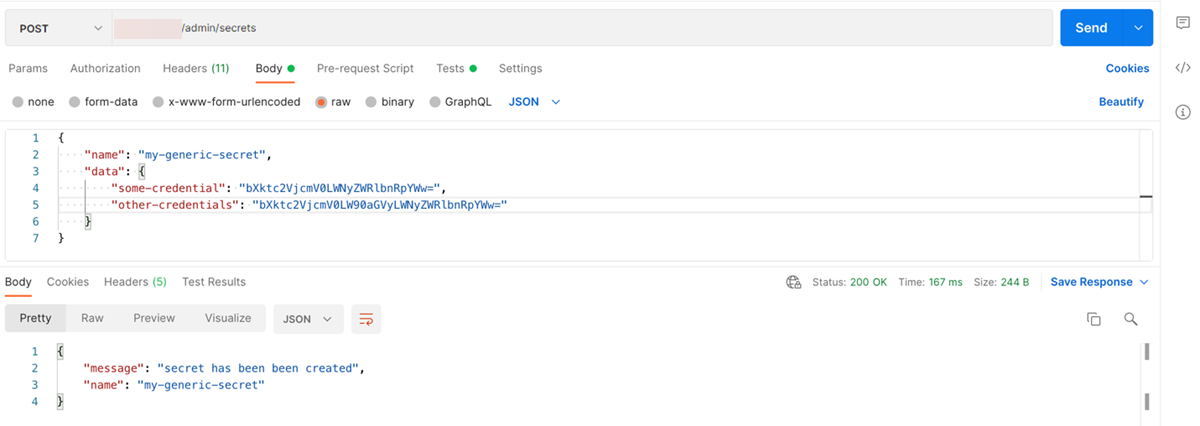 POST /admin/secrets Send
Params Authorization Headers (11) Body Pre-request Script Tests Settings Cookies
none form-data x-www-form-urlencoded raw binary GraphQL JSON Beautify
1 {
2 "name": "my-generic-secret",
3 "data": {
4 "some-credential": "bXktc2VjcmV0LWNyZWRlbnRpYWw=",
5 "other-credentials": "bXktc2VjcmV0LW90aGVyLWNyZWRlbnRpYWw="
6 }
7 }
Body Cookies Headers (5) Test Results Status: 200 OK Time: 167 ms Size: 244 B Save Response
Pretty Raw Preview Visualize JSON
1 {
2 "message": "secret has been been created",
3 "name": "my-generic-secret"
4 }